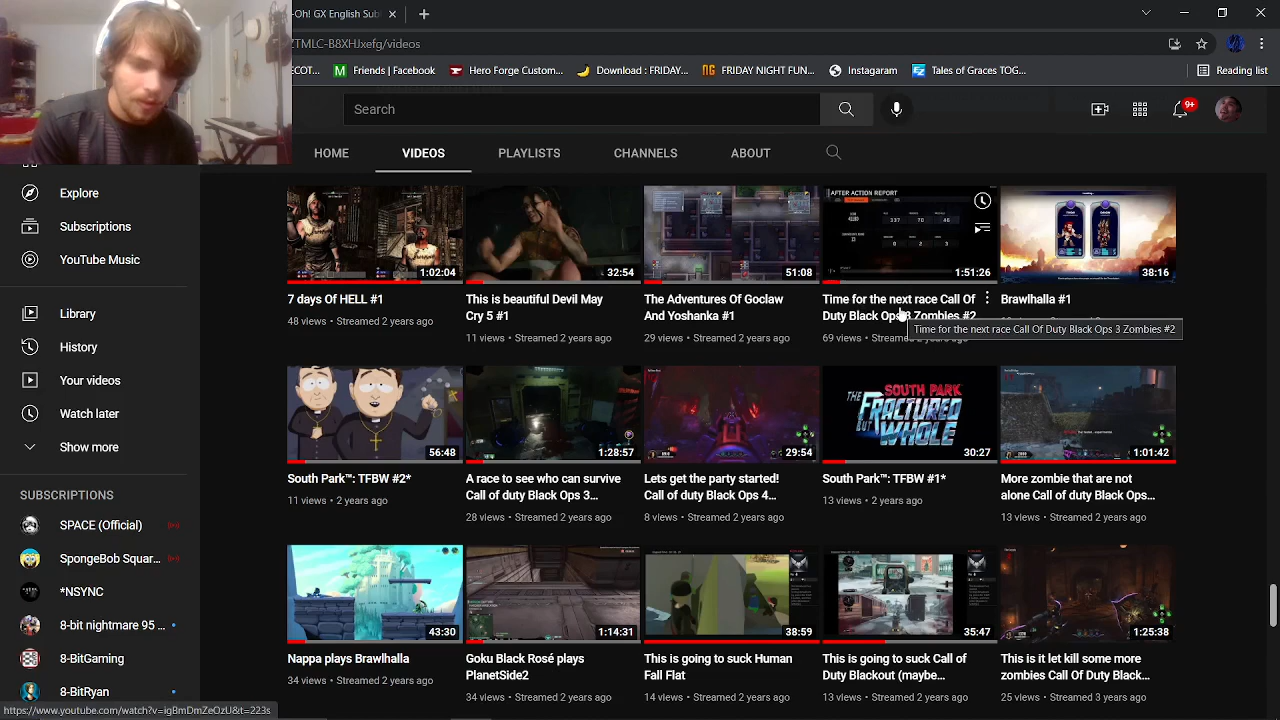 -Oh! GX English Sub
ZTMLC-B8XHJxefg/videos
COT...
Friends | Facebook
Hero Forge Custom...
Download : FRIDAY...
FRIDAY NIGHT FUN...
Instagaram
Tales of Graces TOG...
Reading list
Search
9+
HOME
VIDEOS
PLAYLISTS
CHANNELS
ABOUT
Explore
Subscriptions
YouTube Music
Library
History
Your videos
Watch later
Show more
SUBSCRIPTIONS
SPACE (Official)
SpongeBob Squar...
*NSYNC
8-bit nightmare 95 ...
8-BitGaming
8-BitRyan
1:02:04
7 days Of HELL #1
48 views • Streamed 2 years ago
32:54
This is beautiful Devil May
Cry 5 #1
11 views • Streamed 2 years ago
51:08
The Adventures Of Goclaw
And Yoshanka #1
29 views • Streamed 2 years ago
AFTER ACTION REPORT
1:51:26
Time for the next race Call Of
Duty Black Ops 3 Zombies #2
69 views • Streamed 2 years ago
Time for the next race Call Of Duty Black Ops 3 Zombies #2
38:16
Brawlhalla #1
56:48
South Park™: TFBW #2*
11 views • 2 years ago
1:28:57
A race to see who can survive
Call of duty Black Ops 3...
28 views • Streamed 2 years ago
29:54
Lets get the party started!
Call of duty Black Ops 4...
8 views • Streamed 2 years ago
SOUTH PARK
THE FRACTURED
BUT WHOLE
30:27
South Park™: TFBW #1*
13 views • 2 years ago
1:01:42
More zombie that are not
alone Call of duty Black Ops...
13 views • Streamed 2 years ago
43:30
Nappa plays Brawlhalla
34 views • Streamed 2 years ago
1:14:31
Goku Black Rosé plays
PlanetSide2
34 views • Streamed 2 years ago
38:59
This is going to suck Human
Fall Flat
14 views • Streamed 2 years ago
35:47
This is going to suck Call of
Duty Blackout (maybe...
13 views • Streamed 2 years ago
1:25:38
This is it let kill some more
zombies Call Of Duty Black...
25 views • Streamed 3 years ago
https://www.youtube.com/watch?v=igBmDmZeOzU&t=223s